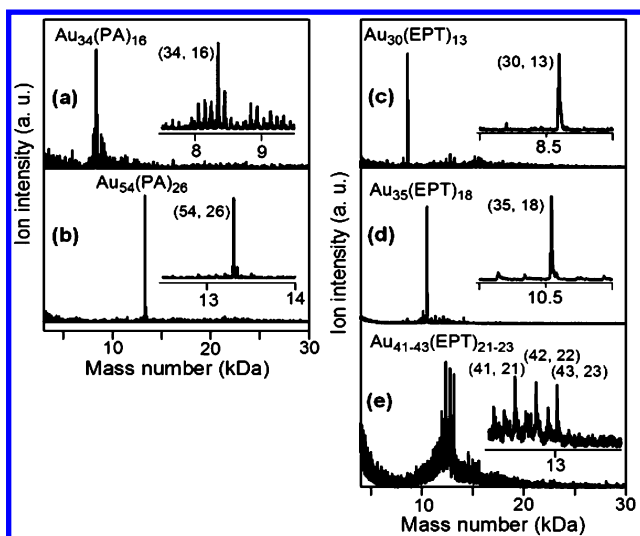 Au34(PA)16
(34, 16)
(a)
8 9
Au54(PA)26
(54, 26)
(b)
13 14
Ion intensity (a. u.)
10 20 30
Mass number (kDa)
Au30(EPT)13
(30, 13)
(c)
8.5
Au35(EPT)18
(35, 18)
(d)
10.5
Au41-43(EPT)21-23
(42, 22)
(41, 21) (43, 23)
(e)
13
Ion intensity (a. u.)
10 20 30
Mass number (kDa)